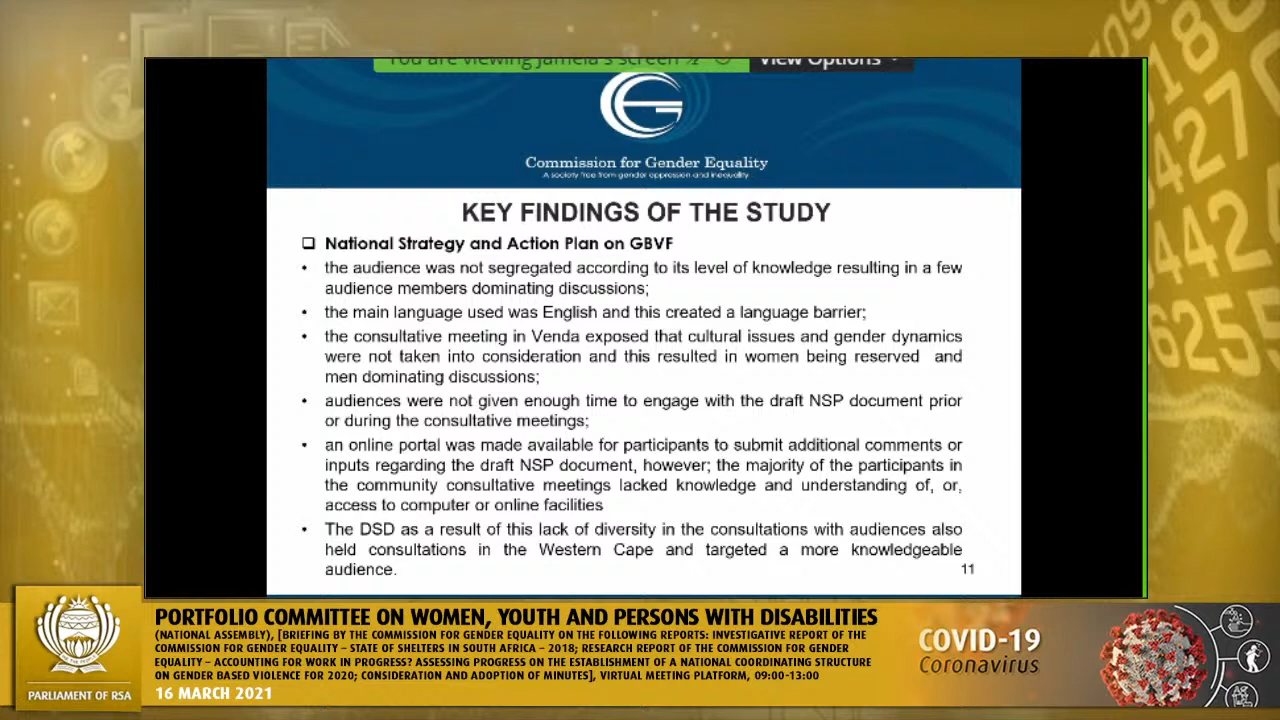 You are viewing Jamela's screen
View Options
Commission for Gender Equality
A society free from gender oppression and inequality
KEY FINDINGS OF THE STUDY
❑ National Strategy and Action Plan on GBVF
• the audience was not segregated according to its level of knowledge resulting in a few
audience members dominating discussions;
• the main language used was English and this created a language barrier;
• the consultative meeting in Venda exposed that cultural issues and gender dynamics
were not taken into consideration and this resulted in women being reserved and
men dominating discussions;
• audiences were not given enough time to engage with the draft NSP document prior
or during the consultative meetings;
• an online portal was made available for participants to submit additional comments or
inputs regarding the draft NSP document, however; the majority of the participants in
the community consultative meetings lacked knowledge and understanding of, or,
access to computer or online facilities
• The DSD as a result of this lack of diversity in the consultations with audiences also
held consultations in the Western Cape and targeted a more knowledgeable
audience.
11
PORTFOLIO COMMITTEE ON WOMEN, YOUTH AND PERSONS WITH DISABILITIES
(NATIONAL ASSEMBLY), [BRIEFING BY THE COMMISSION FOR GENDER EQUALITY ON THE FOLLOWING REPORTS: INVESTIGATIVE REPORT OF THE
COMMISSION FOR GENDER EQUALITY – STATE OF SHELTERS IN SOUTH AFRICA – 2018; RESEARCH REPORT OF THE COMMISSION FOR GENDER
EQUALITY – ACCOUNTING FOR WORK IN PROGRESS? ASSESSING PROGRESS ON THE ESTABLISHMENT OF A NATIONAL COORDINATING STRUCTURE
ON GENDER BASED VIOLENCE FOR 2020; CONSIDERATION AND ADOPTION OF MINUTES], VIRTUAL MEETING PLATFORM, 09:00-13:00
16 MARCH 2021
PARLIAMENT OF RSA
COVID-19
Coronavirus